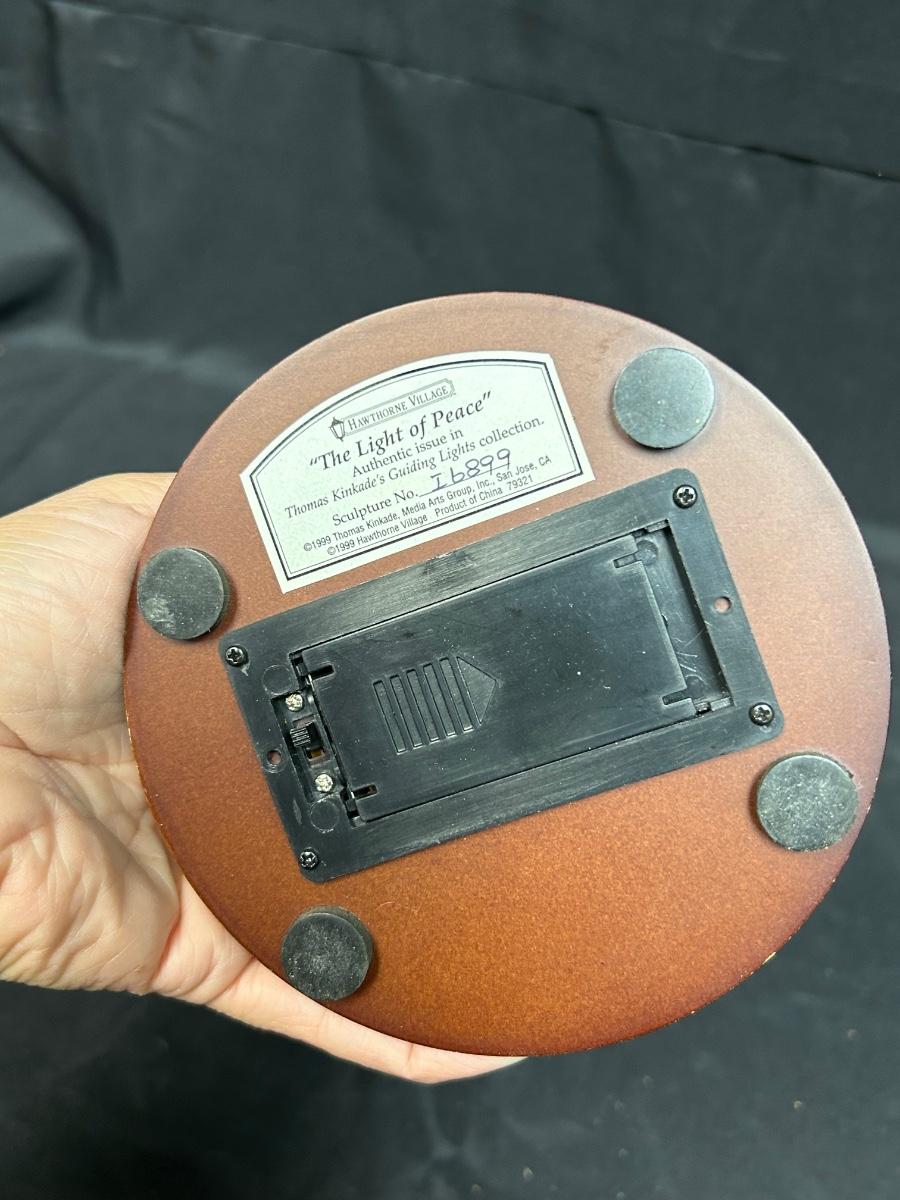 HAWTHORNE VILLAGE
"The Light of Peace"
Authentic issue in
Thomas Kinkade's Guiding Lights collection.
Sculpture No. I6899
©1999 Thomas Kinkade, Media Arts Group, Inc., San Jose, CA
©1999 Hawthorne Village Product of China 79321